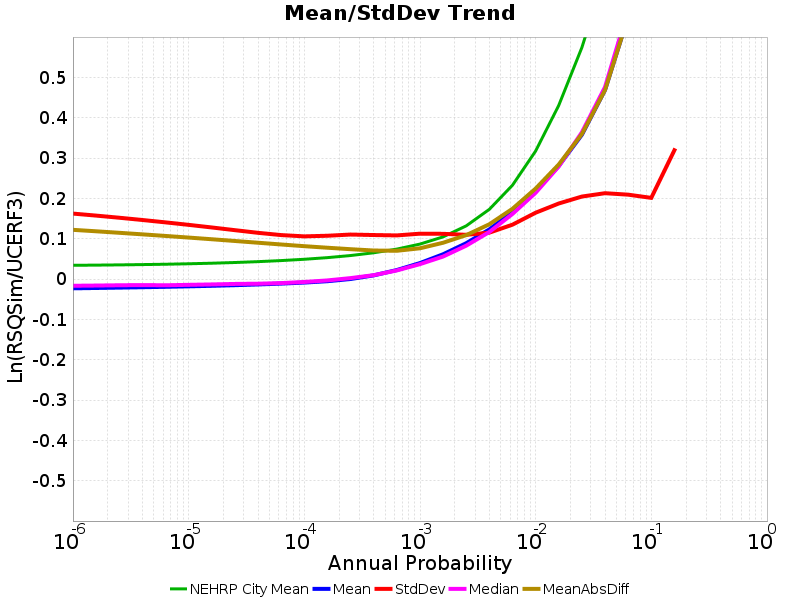 Mean/StdDev Trend
Ln(RSQSim/UCERF3)
0.5
0.4
0.3
0.2
0.1
0
-0.1
-0.2
-0.3
-0.4
-0.5
10-6 10-5 10-4 10-3 10-2 10-1 100
Annual Probability
NEHRP City Mean Mean StdDev Median MeanAbsDiff